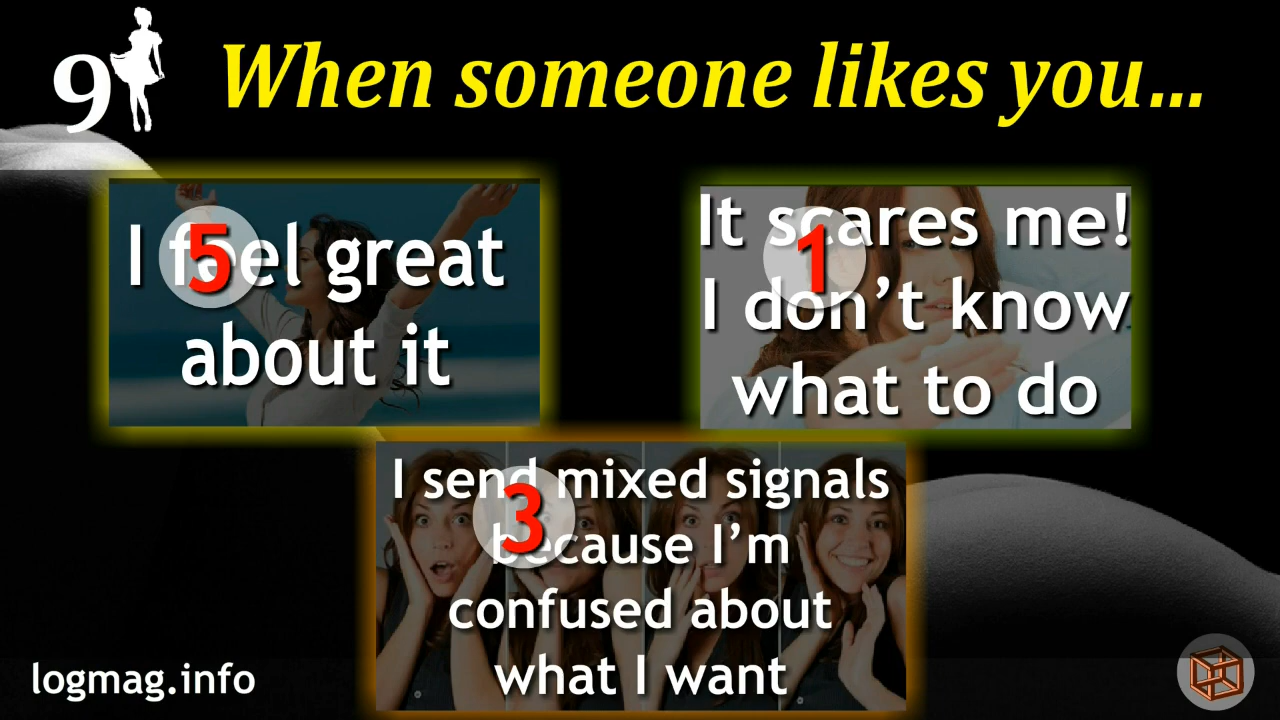 9
When someone likes you...
I feel great
about it
5
It scares me!
I don't know
what to do
1
I send mixed signals
because I'm
confused about
what I want
3
logmag.info